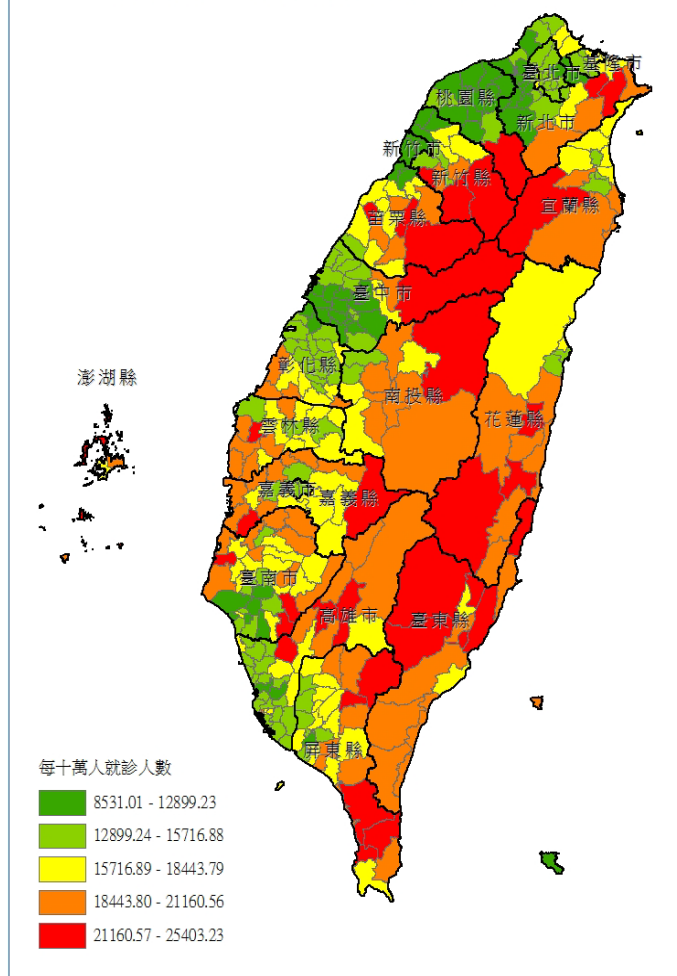 基隆市
臺北市
桃園縣
新北市
新竹市
新竹縣
宜蘭縣
苗栗縣
臺中市
彰化縣
澎湖縣
南投縣
花蓮縣
雲林縣
嘉義市
嘉義縣
臺南市
高雄市
臺東縣
屏東縣
每十萬人就診人數
8531.01 - 12899.23
12899.24 - 15716.88
15716.89 - 18443.79
18443.80 - 21160.56
21160.57 - 25403.23